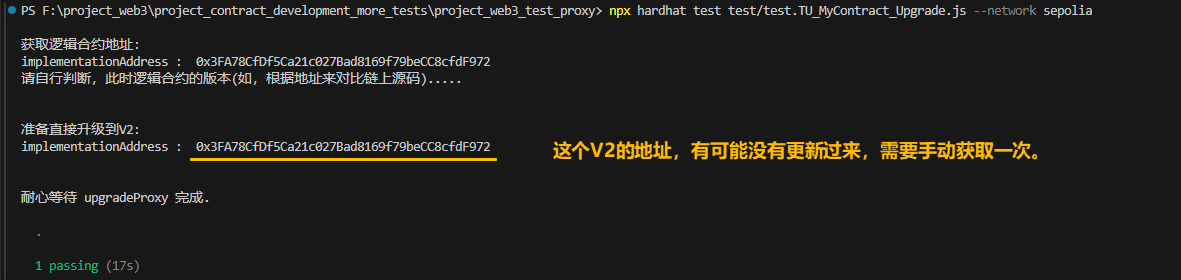 PS F:\project_web3\project_contract_development_more_tests\project_web3_test_proxy> npx hardhat test test/test.TU_MyContract_Upgrade.js --network sepolia
获取逻辑合约地址:
implementationAddress :  0x3FA78CfDf5Ca21c027Bad8169f79beCC8cfdF972
请自行判断，此时逻辑合约的版本(如，根据地址来对比链上源码).....
准备直接升级到V2:
implementationAddress :  0x3FA78CfDf5Ca21c027Bad8169f79beCC8cfdF972
这个V2的地址，有可能没有更新过来，需要手动获取一次。
耐心等待 upgradeProxy 完成.
.
1 passing (17s)